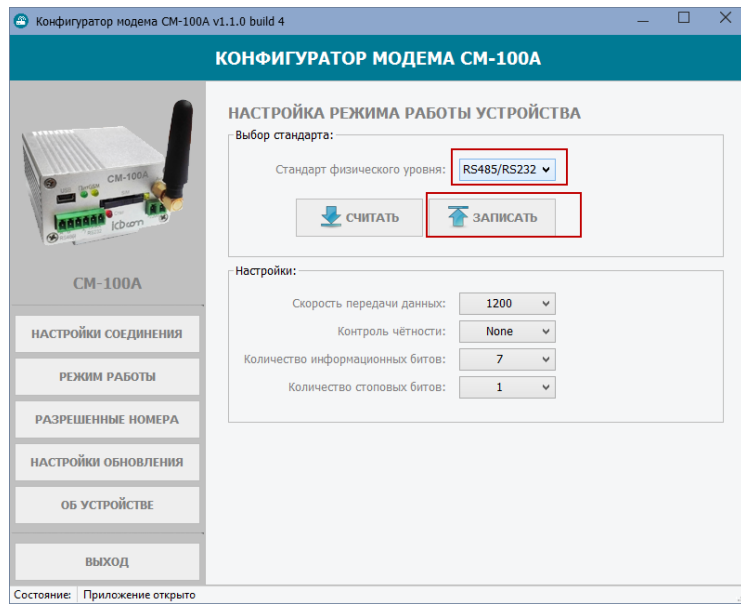 Конфигуратор модема CM-100A v1.1.0 build 4
КОНФИГУРАТОР МОДЕМА CM-100A
CM-100A
icbcom
CM-100A
НАСТРОЙКИ СОЕДИНЕНИЯ
РЕЖИМ РАБОТЫ
РАЗРЕШЕННЫЕ НОМЕРА
НАСТРОЙКИ ОБНОВЛЕНИЯ
ОБ УСТРОЙСТВЕ
ВЫХОД
НАСТРОЙКА РЕЖИМА РАБОТЫ УСТРОЙСТВА
Выбор стандарта:
Стандарт физического уровня: RS485/RS232
СЧИТАТЬ ЗАПИСАТЬ
Настройки:
Скорость передачи данных: 1200
Контроль чётности: None
Количество информационных битов: 7
Количество стоповых битов: 1
Состояние: Приложение открыто